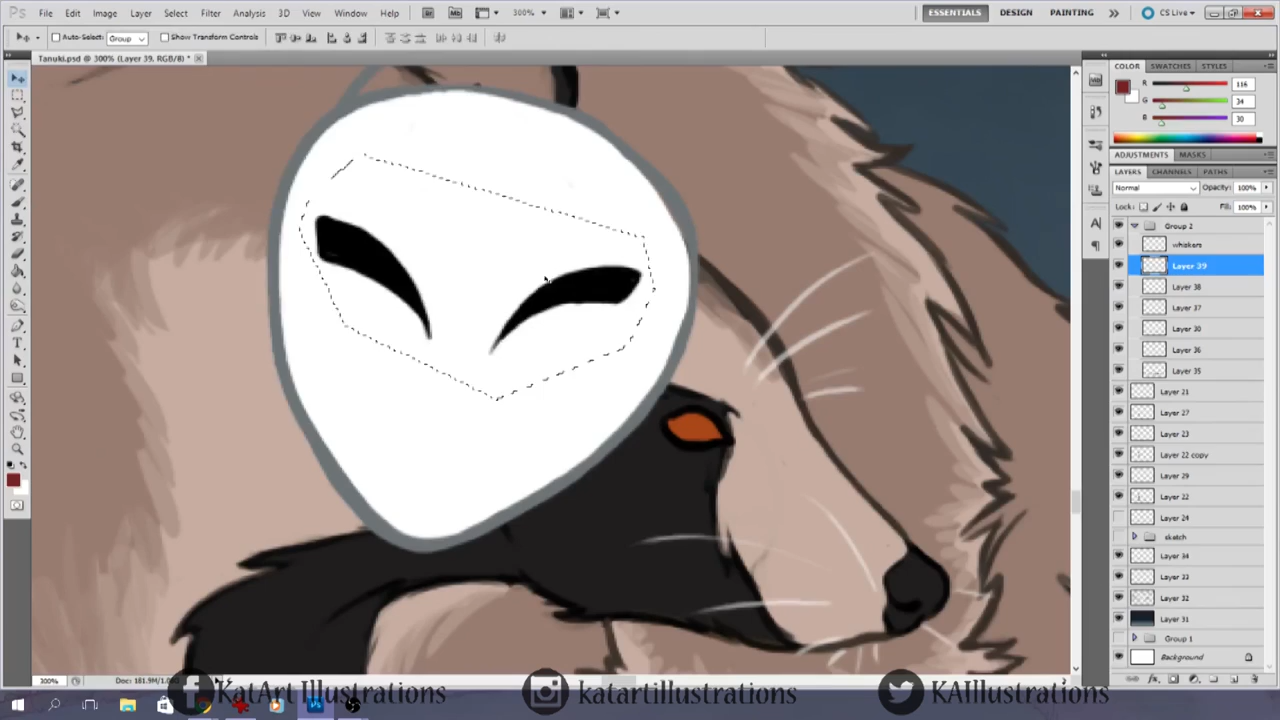 Ps File Edit Image Layer Select Filter Analysis 3D View Window Help Br Mb 300% ESSENTIALS DESIGN PAINTING CS Live
Auto-Select: Group Show Transform Controls
Tanuki.psd @ 300% (Layer 39, RGB/8) *
COLOR SWATCHES STYLES
R 116
G 34
B 30
ADJUSTMENTS MASKS
LAYERS CHANNELS PATHS
Normal Opacity: 100%
Lock: Fill: 100%
Group 2
whiskers
Layer 39
Layer 38
Layer 37
Layer 30
Layer 36
Layer 35
Layer 21
Layer 27
Layer 23
Layer 22 copy
Layer 29
Layer 22
Layer 24
sketch
Layer 34
Layer 33
Layer 32
Layer 31
Group 1
Background
300%
KatArt Illustrations katartillustrations KAIllustrations